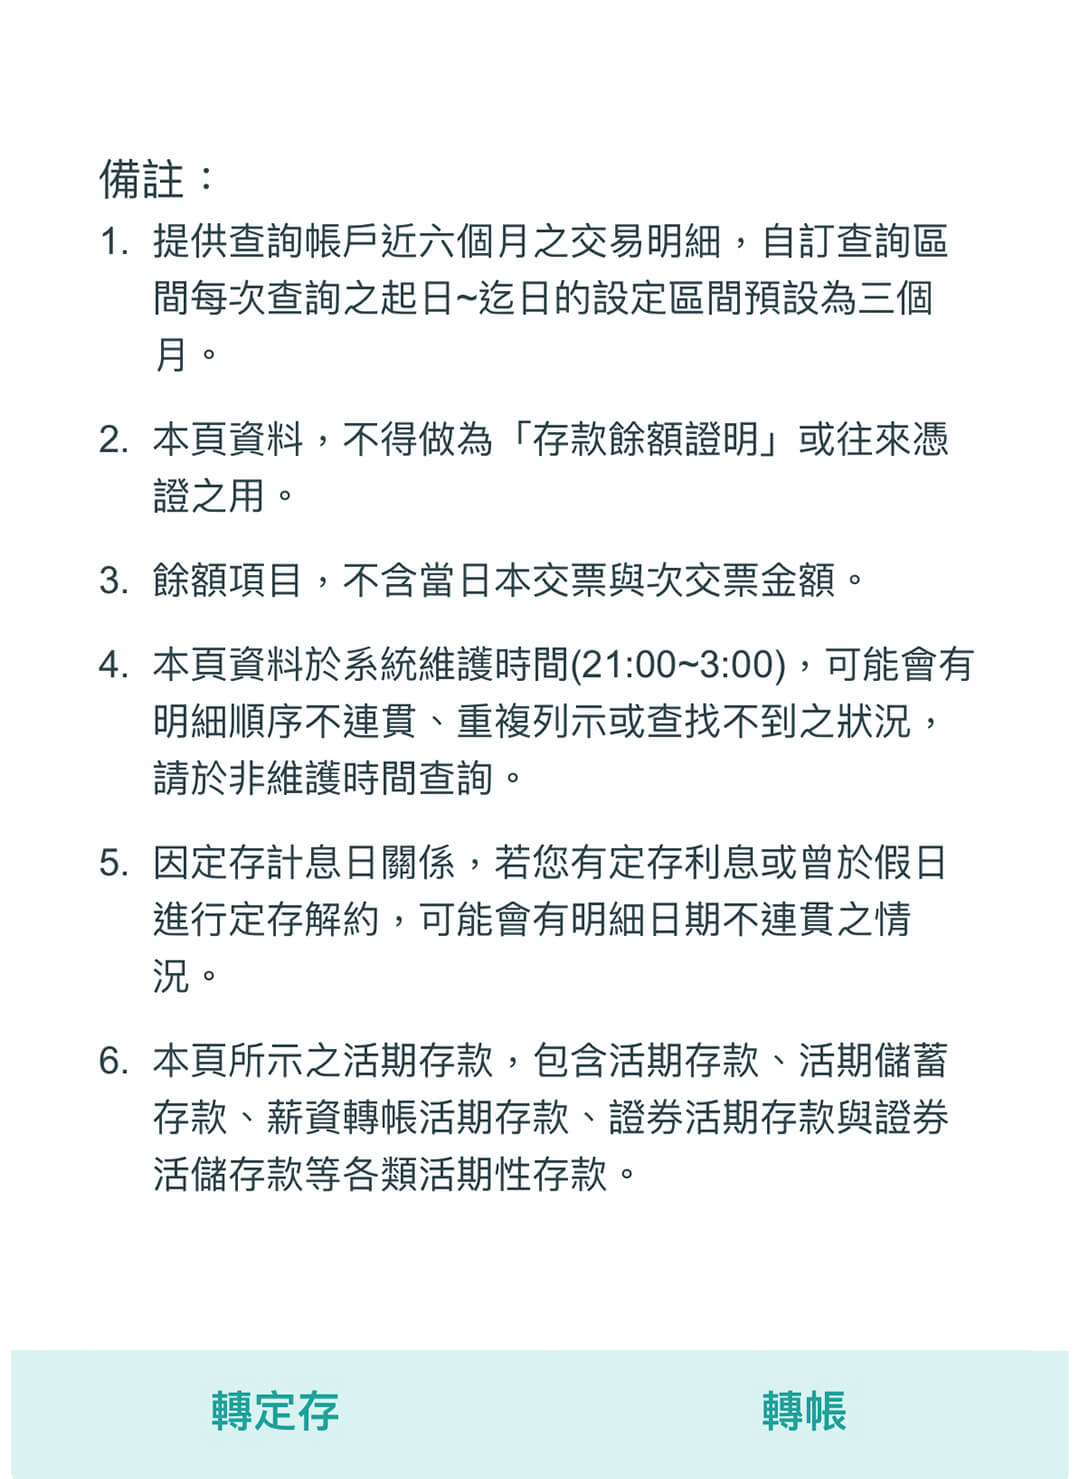 備註：
1. 提供查詢帳戶近六個月之交易明細，自訂查詢區
間每次查詢之起日~迄日的設定區間預設為三個
月。
2. 本頁資料，不得做為「存款餘額證明」或往來憑
證之用。
3. 餘額項目，不含當日本交票與次交票金額。
4. 本頁資料於系統維護時間(21:00~3:00)，可能會有
明細順序不連貫、重複列示或查找不到之狀況，
請於非維護時間查詢。
5. 因定存計息日關係，若您有定存利息或曾於假日
進行定存解約，可能會有明細日期不連貫之情
況。
6. 本頁所示之活期存款，包含活期存款、活期儲蓄
存款、薪資轉帳活期存款、證券活期存款與證券
活儲存款等各類活期性存款。
轉定存 轉帳